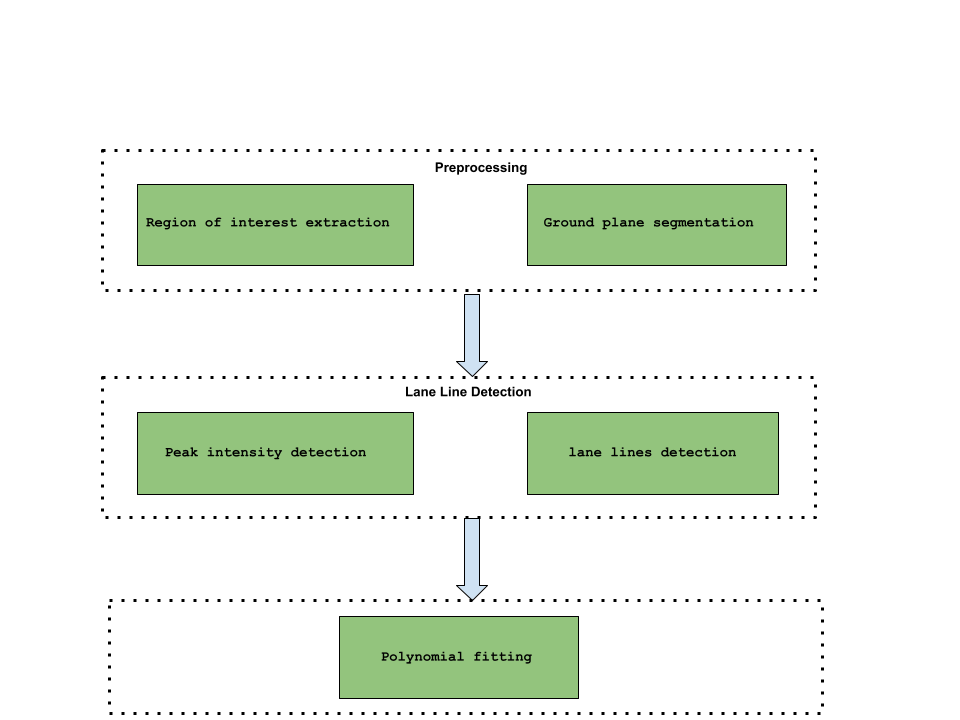 Preprocessing
Region of interest extraction
Ground plane segmentation
Lane Line Detection
Peak intensity detection
lane lines detection
Polynomial fitting